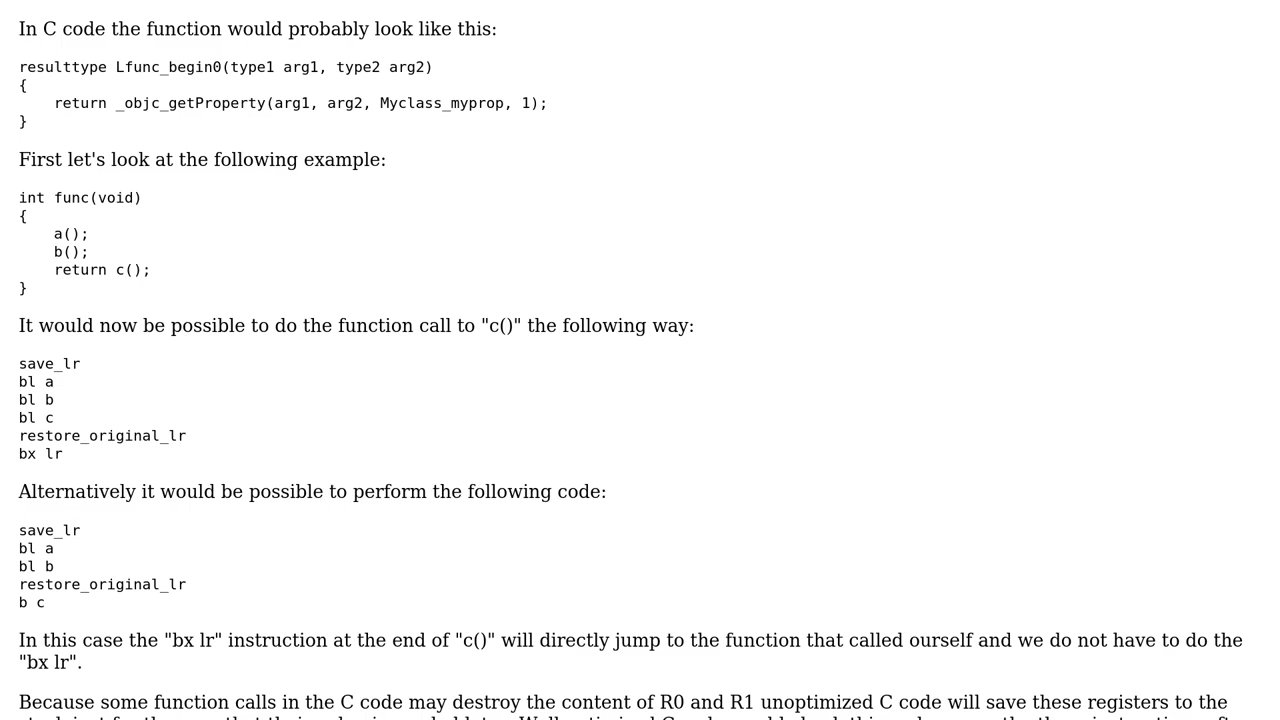 In C code the function would probably look like this:
resulttype Lfunc_begin0(type1 arg1, type2 arg2)
{
    return _objc_getProperty(arg1, arg2, Myclass_myprop, 1);
}
First let's look at the following example:
int func(void)
{
    a();
    b();
    return c();
}
It would now be possible to do the function call to "c()" the following way:
save_lr
bl a
bl b
bl c
restore_original_lr
bx lr
Alternatively it would be possible to perform the following code:
save_lr
bl a
bl b
restore_original_lr
b c
In this case the "bx lr" instruction at the end of "c()" will directly jump to the function that called ourself and we do not have to do the
"bx lr".
Because some function calls in the C code may destroy the content of R0 and R1 unoptimized C code will save these registers to the